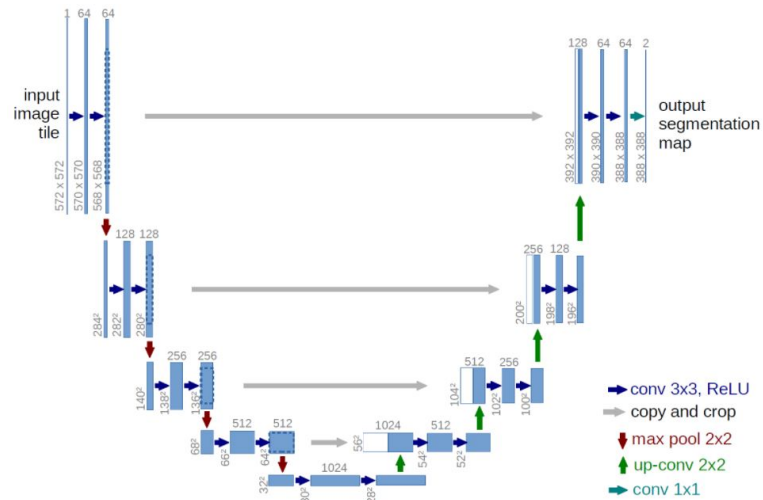 1 64 64
128 64 64 2
input
image
tile
output
segmentation
map
572 x 572
570 x 570
568 x 568
392 x 392
390 x 390
388 x 388
388 x 388
128 128
256 128
284²
282²
280²
200²
198²
196²
256 256
512 256
140²
138²
136²
104²
102²
100²
512 512
1024 512
68²
66²
64²
56²
54²
52²
1024
32²
conv 3x3, ReLU
copy and crop
max pool 2x2
up-conv 2x2
conv 1x1